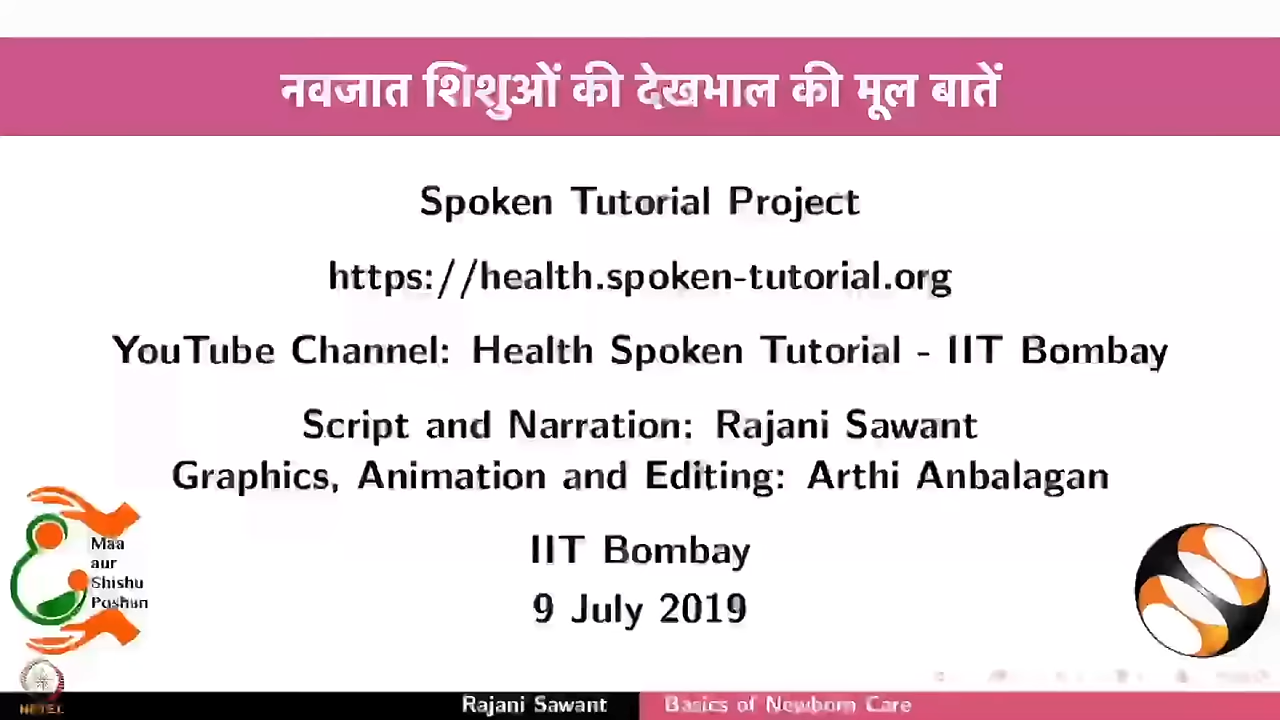 नवजात शिशुओं की देखभाल की मूल बातें
Spoken Tutorial Project
https://health.spoken-tutorial.org
YouTube Channel: Health Spoken Tutorial - IIT Bombay
Script and Narration: Rajani Sawant
Graphics, Animation and Editing: Arthi Anbalagan
IIT Bombay
9 July 2019
Maa
aur
Shishu
Poshan
NPTEL
Rajani Sawant
Basics of Newborn Care